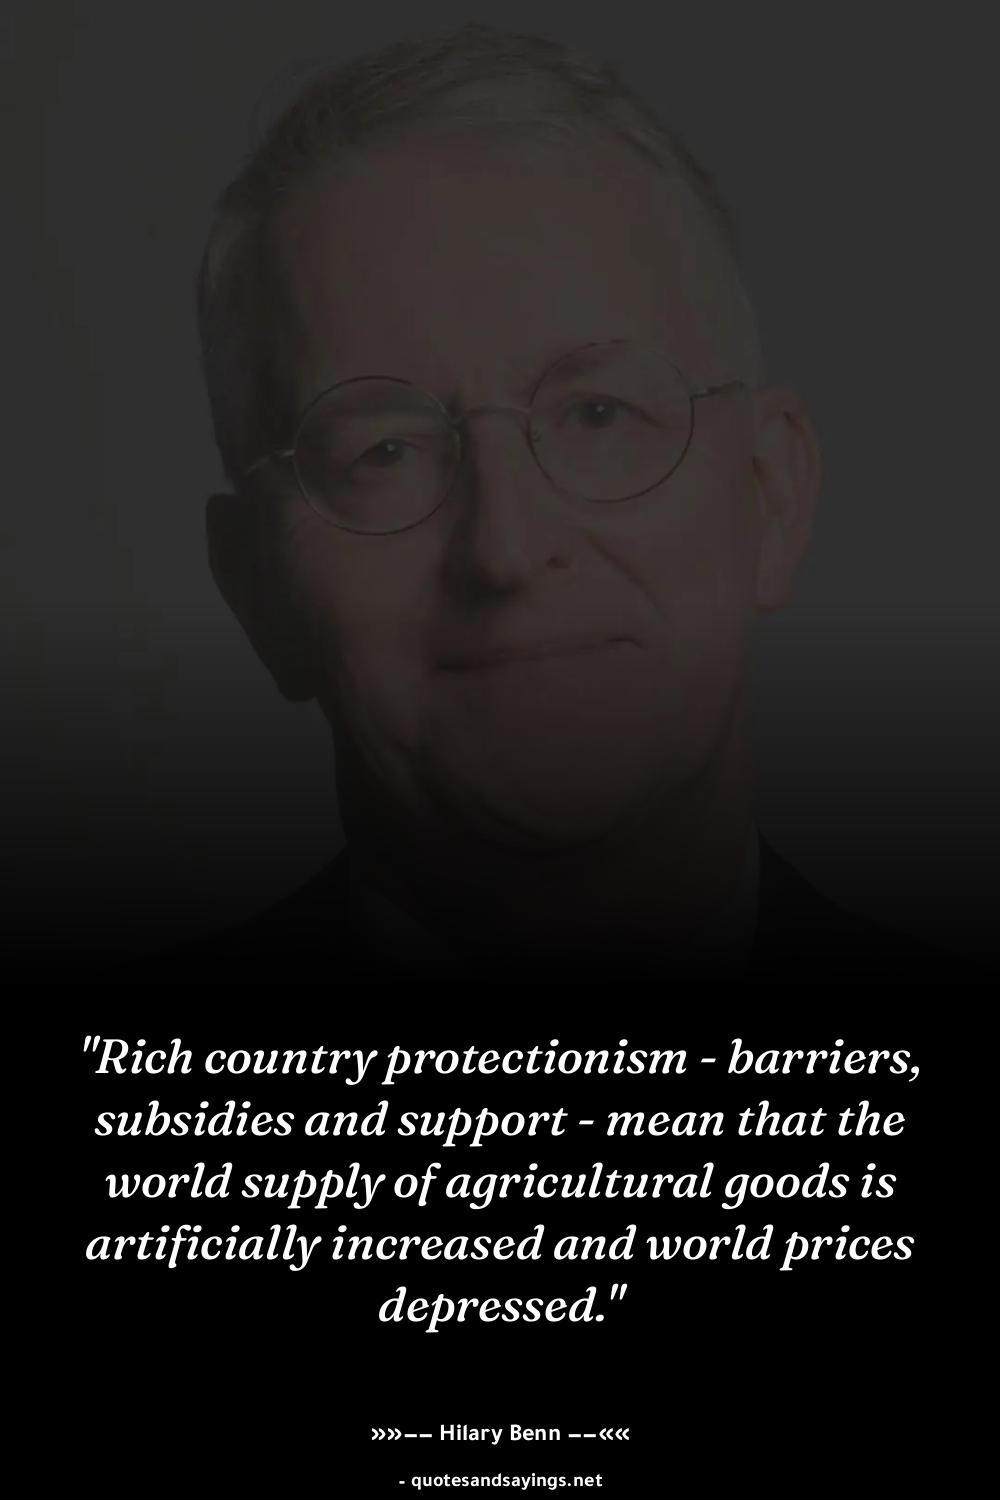 "Rich country protectionism - barriers,
subsidies and support - mean that the
world supply of agricultural goods is
artificially increased and world prices
depressed."
»»–– Hilary Benn ––««
- quotesandsayings.net